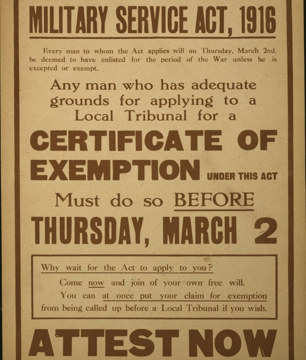 MILITARY SERVICE ACT, 1916
Every man to whom the Act applies will on Thursday, March 2nd,
be deemed to have enlisted for the period of the War unless he is
excepted or exempt.
Any man who has adequate
grounds for applying to a
Local Tribunal for a
CERTIFICATE OF
EXEMPTION UNDER THIS ACT
Must do so BEFORE
THURSDAY, MARCH 2
Why wait for the Act to apply to you?
Come now and join of your own free will.
You can at once put your claim for exemption
from being called up before a Local Tribunal if you wish.
ATTEST NOW